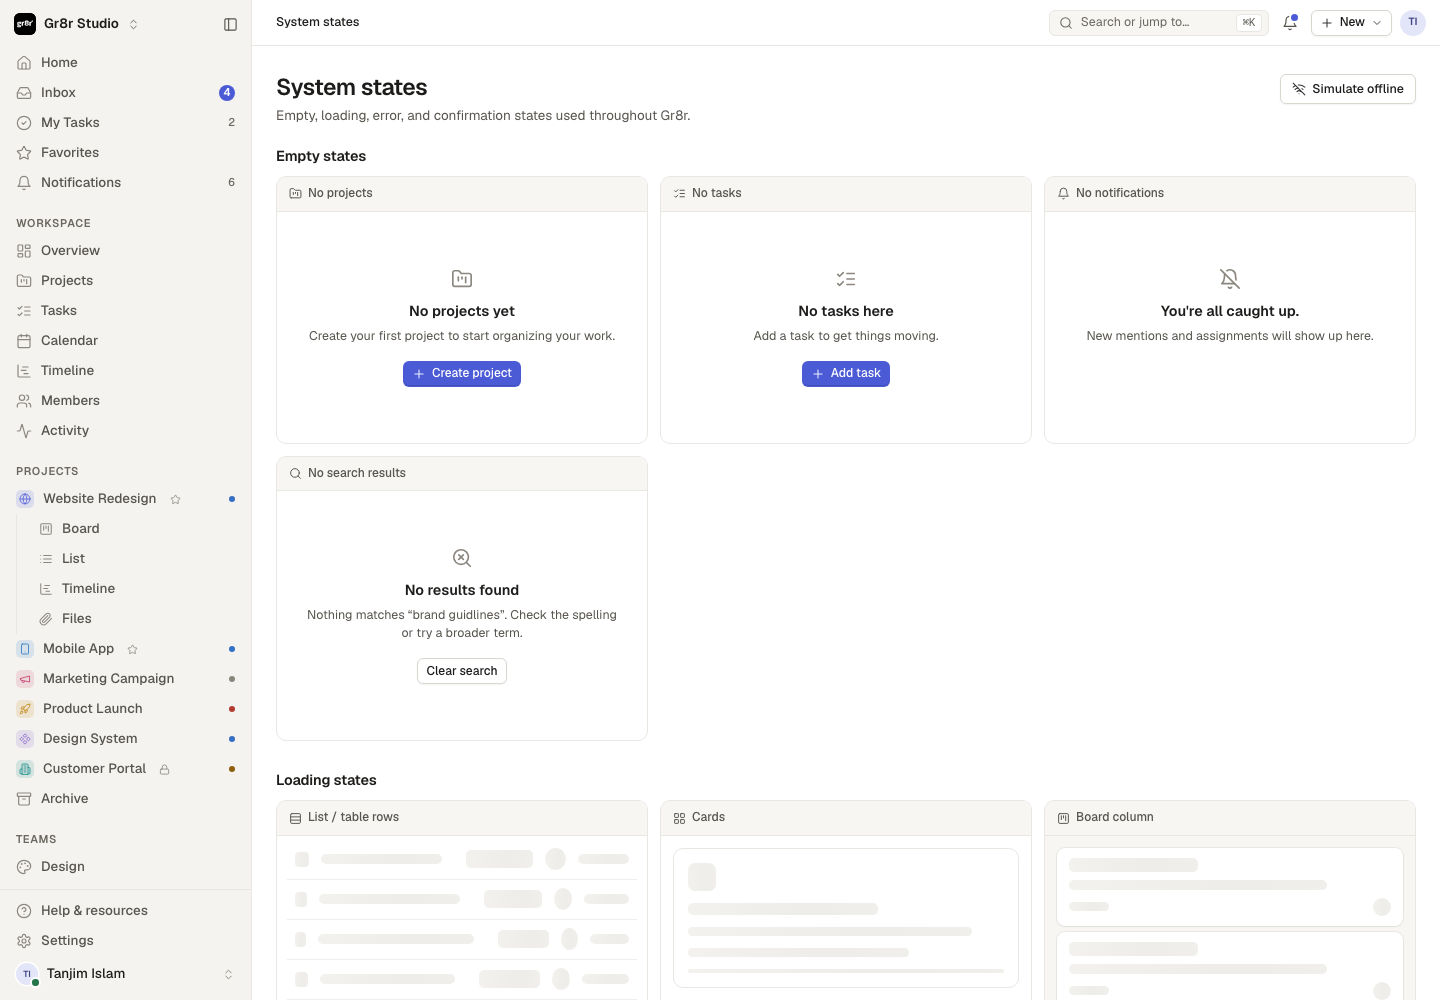 gr8r
Gr8r Studio
Home
Inbox 4
My Tasks 2
Favorites
Notifications 6
WORKSPACE
Overview
Projects
Tasks
Calendar
Timeline
Members
Activity
PROJECTS
Website Redesign
Board
List
Timeline
Files
Mobile App
Marketing Campaign
Product Launch
Design System
Customer Portal
Archive
TEAMS
Design
Help & resources
Settings
TI Tanjim Islam
System states
Search or jump to... ⌘K
New
TI
System states
Simulate offline
Empty, loading, error, and confirmation states used throughout Gr8r.
Empty states
No projects
No projects yet
Create your first project to start organizing your work.
Create project
No tasks
No tasks here
Add a task to get things moving.
Add task
No notifications
You're all caught up.
New mentions and assignments will show up here.
No search results
No results found
Nothing matches “brand guidlines”. Check the spelling
or try a broader term.
Clear search
Loading states
List / table rows
Cards
Board column